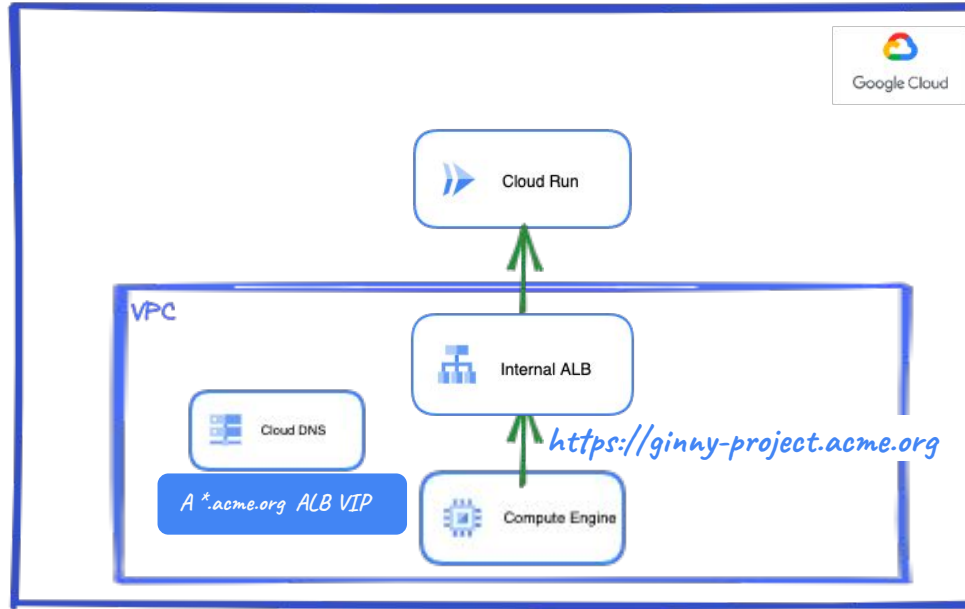 Google Cloud
Cloud Run
VPC
Internal ALB
Cloud DNS
https://ginny-project.acme.org
A *.acme.org ALB VIP
Compute Engine